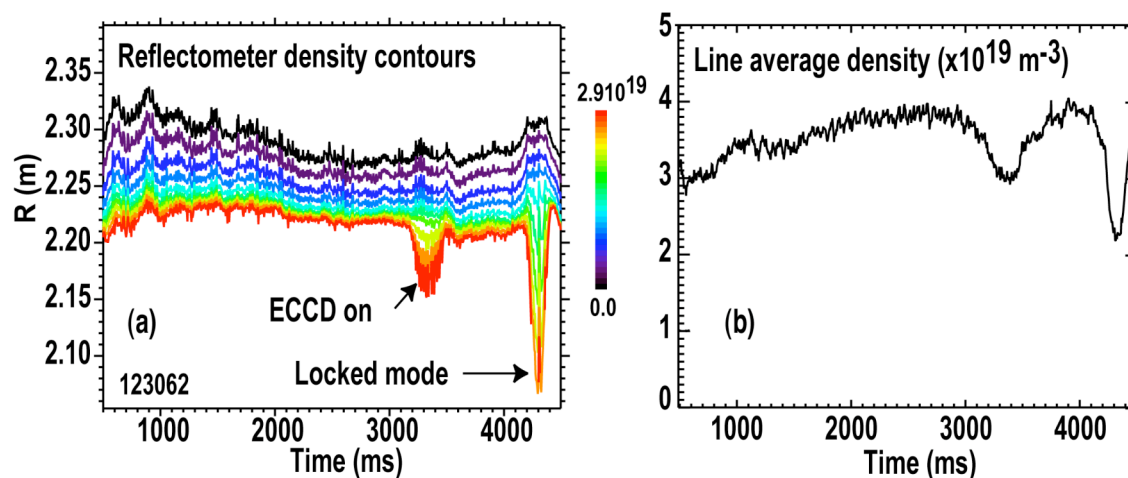 Reflectometer density contours
2.35
2.30
2.25
2.20
2.15
2.10
R (m)
ECCD on
(a)
Locked mode
123062
1000 2000 3000 4000
Time (ms)
2.910^19
0.0
Line average density (x10^19 m^-3)
5
4
3
2
1
0
(b)
1000 2000 3000 4000
Time (ms)